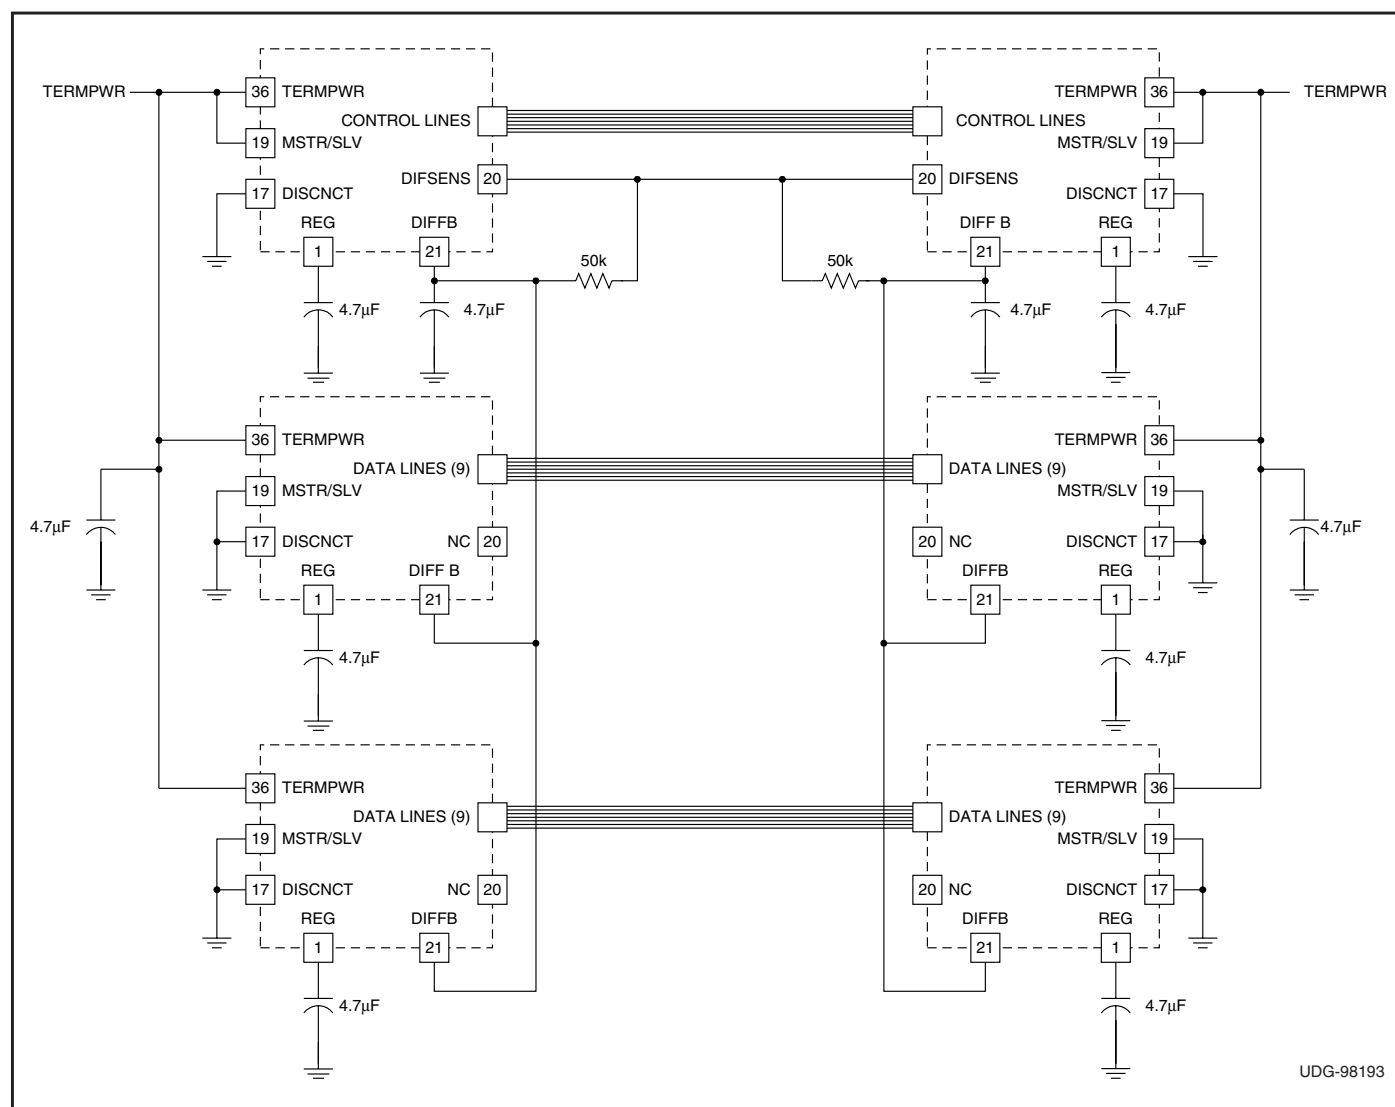 TERMPWR
36 TERMPWR
CONTROL LINES
19 MSTR/SLV
DIFSENS 20
17 DISCNCT
REG
DIFFB
1
21
4.7µF
4.7µF
50k
TERMPWR 36
TERMPWR
CONTROL LINES
MSTR/SLV 19
20 DIFSENS
DISCNCT 17
DIFF B
REG
21
1
50k
4.7µF
4.7µF
36 TERMPWR
DATA LINES (9)
19 MSTR/SLV
4.7µF
17 DISCNCT
NC 20
REG
DIFF B
1
21
4.7µF
TERMPWR 36
DATA LINES (9)
MSTR/SLV 19
4.7µF
20 NC
DISCNCT 17
DIFFB
REG
21
1
4.7µF
36 TERMPWR
DATA LINES (9)
19 MSTR/SLV
17 DISCNCT
NC 20
REG
DIFFB
1
21
4.7µF
TERMPWR 36
DATA LINES (9)
MSTR/SLV 19
20 NC
DISCNCT 17
DIFFB
REG
21
1
4.7µF
UDG-98193